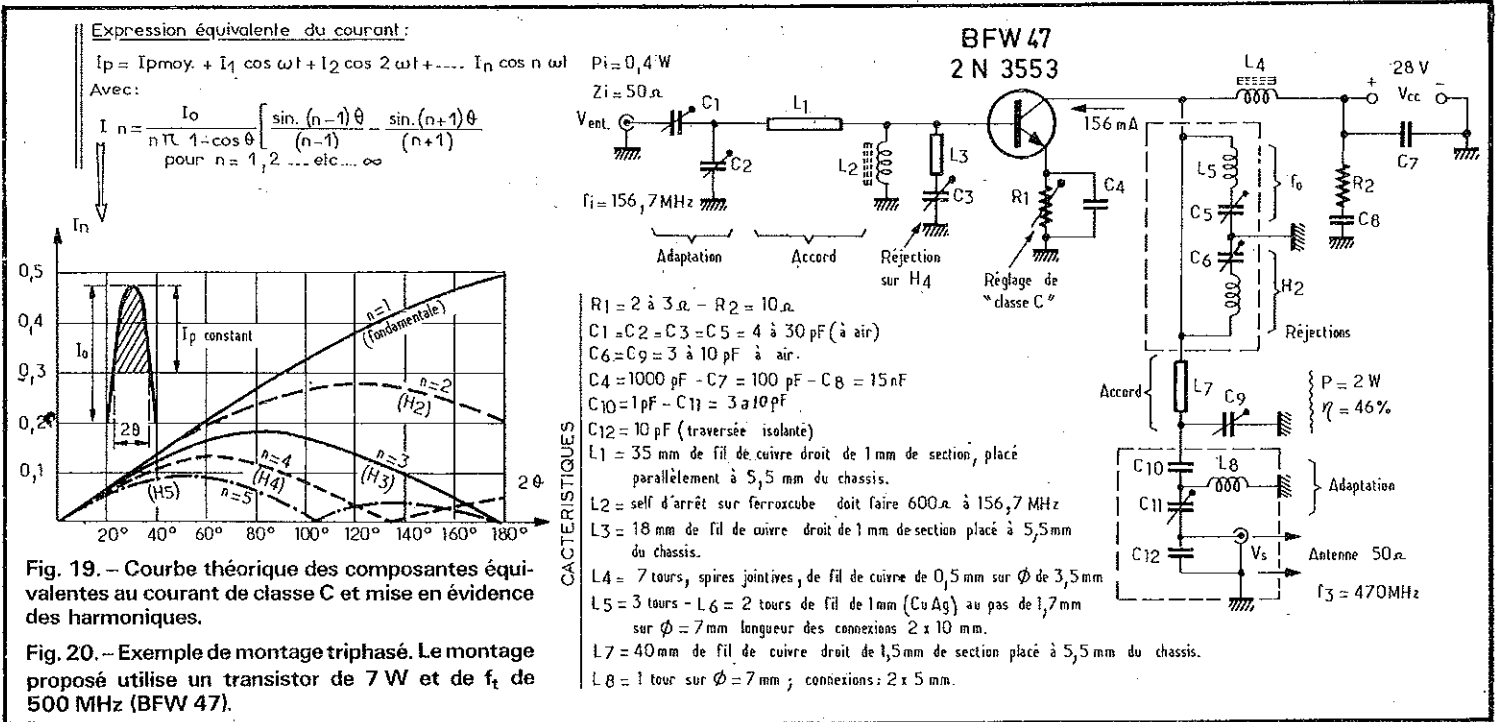 Expression équivalente du courant :
Ip = Ipmoy. + I1 cos ωt + I2 cos 2 ωt + .... In cos n ωt
Avec :
I n = Io / n π 1 - cos θ [ sin. (n-1) θ / (n-1) - sin. (n+1) θ / (n+1)
pour n = 1, 2 .... etc.... ∞
In
0,5
0,4
0,3
0,2
0,1
Io
Ip constant
2θ
n=1
(fondamentale)
n=2
(H2)
n=3
(H3)
n=4
(H4)
n=5
(H5)
2 θ
20° 40° 60° 80° 100° 120° 140° 160° 180°
Fig. 19. – Courbe théorique des composantes équi-
valentes au courant de classe C et mise en évidence
des harmoniques.
Fig. 20. – Exemple de montage triphasé. Le montage
proposé utilise un transistor de 7 W et de ft de
500 MHz (BFW 47).
Pi = 0,4 W
Zi = 50 Ω
Vent.
C1
C2
L1
L2
L3
C3
fi = 156,7 MHz
Adaptation
Accord
Réjection
sur H4
BFW 47
2 N 3553
156 mA
R1
C4
Réglage de
"classe C"
L4
+ 28 V -
Vcc
C7
R2
C8
L5
C5
fo
C6
H2
Réjections
Accord
L7
C9
P = 2 W
η = 46%
C10
L8
C11
Adaptation
C12
Vs
Antenne 50 Ω
f3 = 470 MHz
CACTERISTIQUES
R1 = 2 à 3 Ω - R2 = 10 Ω
C1 = C2 = C3 = C5 = 4 à 30 pF (à air)
C6 = C9 = 3 à 10 pF à air.
C4 = 1000 pF - C7 = 100 pF - C8 = 15 nF
C10 = 1 pF - C11 = 3 a 10 pF
C12 = 10 pF (traversée isolante)
L1 = 35 mm de fil de cuivre droit de 1 mm de section, placé
parallèlement à 5,5 mm du chassis.
L2 = self d'arrêt sur ferroxcube doit faire 600 Ω à 156,7 MHz
L3 = 18 mm de fil de cuivre droit de 1 mm de section placé à 5,5 mm
du chassis.
L4 = 7 tours, spires jointives, de fil de cuivre de 0,5 mm sur Φ de 3,5 mm
L5 = 3 tours - L6 = 2 tours de fil de 1 mm (Cu Ag) au pas de 1,7 mm
sur Φ = 7 mm longueur des connexions 2 x 10 mm.
L7 = 40 mm de fil de cuivre droit de 1,5 mm de section placé à 5,5 mm du chassis.
L8 = 1 tour sur Φ = 7 mm ; connexions : 2 x 5 mm.